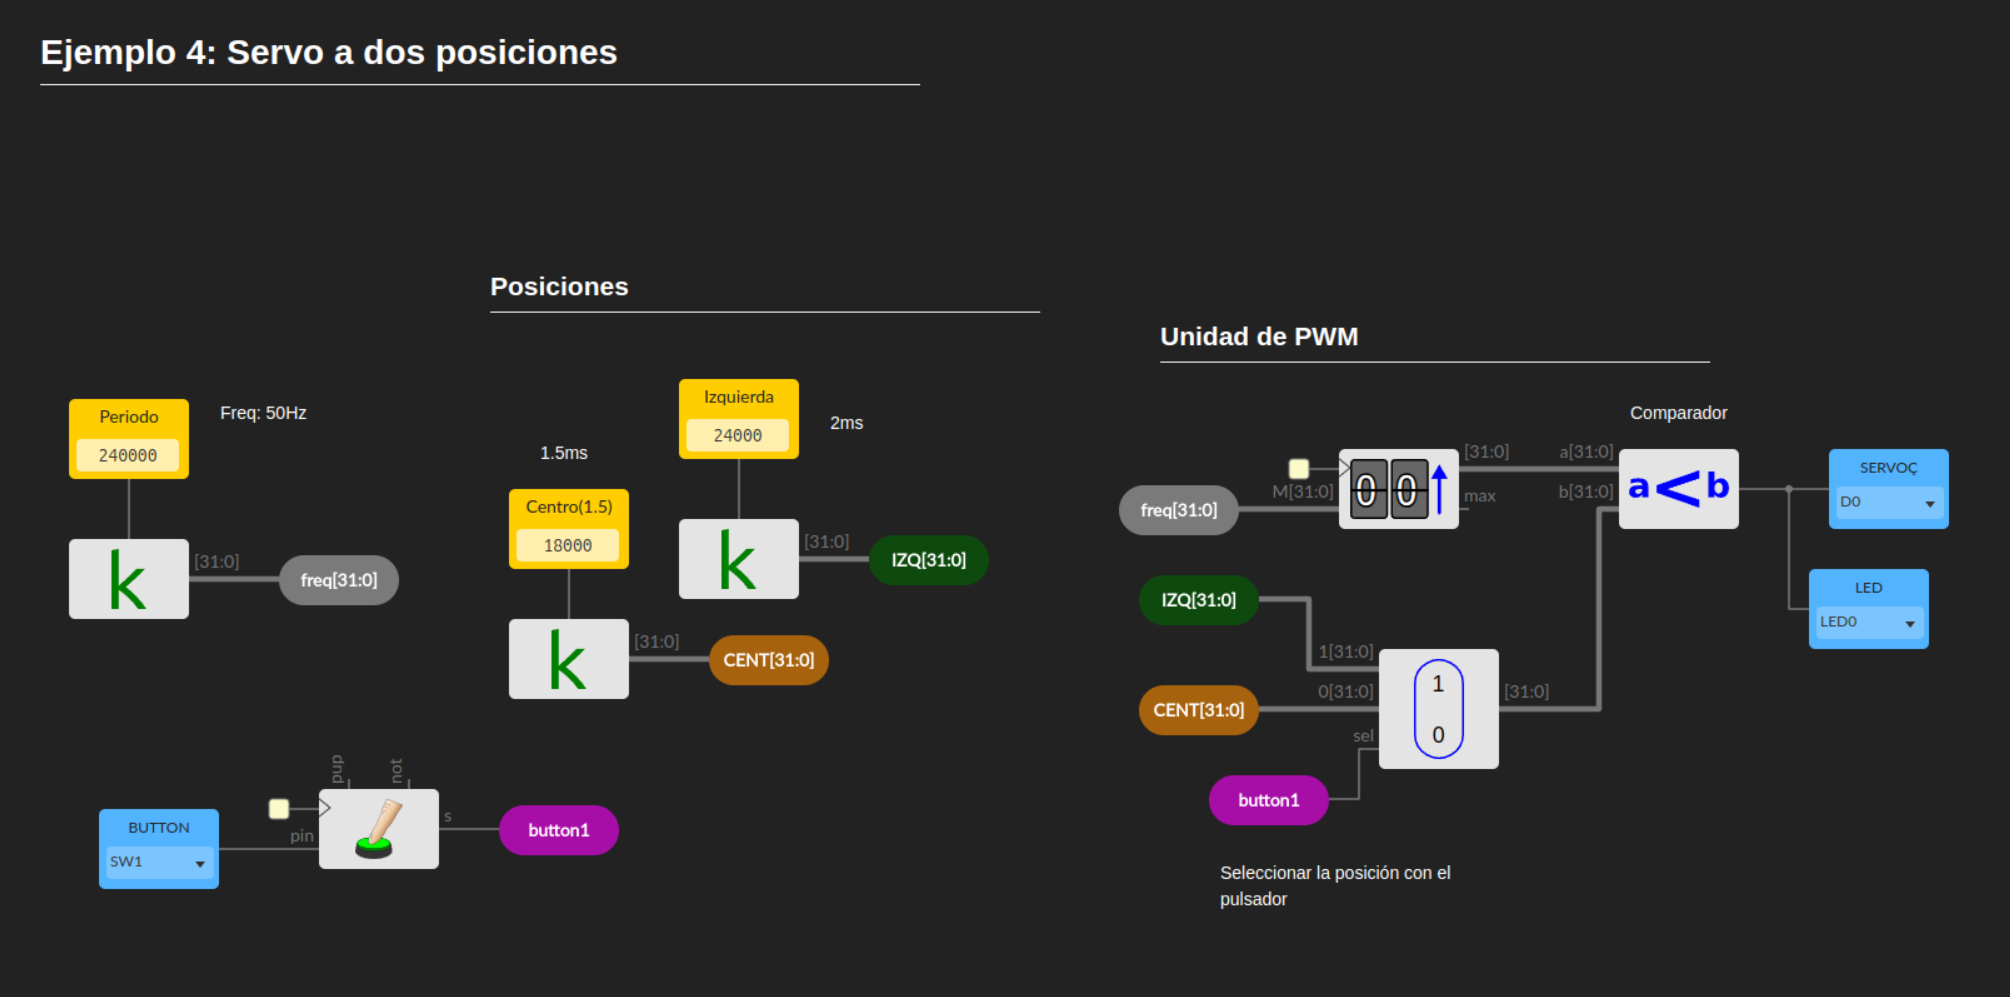 Ejemplo 4: Servo a dos posiciones
Posiciones
Unidad de PWM
Periodo
240000
Freq: 50Hz
k
[31:0]
freq[31:0]
1.5ms
Centro(1.5)
18000
k
[31:0]
CENT[31:0]
Izquierda
24000
2ms
k
[31:0]
IZQ[31:0]
BUTTON
SW1
pup
not
pin
s
button1
Comparador
freq[31:0]
M[31:0]
0 0
[31:0]
max
a[31:0]
b[31:0]
a<b
SERVOÇ
D0
LED
LED0
IZQ[31:0]
CENT[31:0]
1[31:0]
0[31:0]
sel
1
0
[31:0]
button1
Seleccionar la posición con el
pulsador